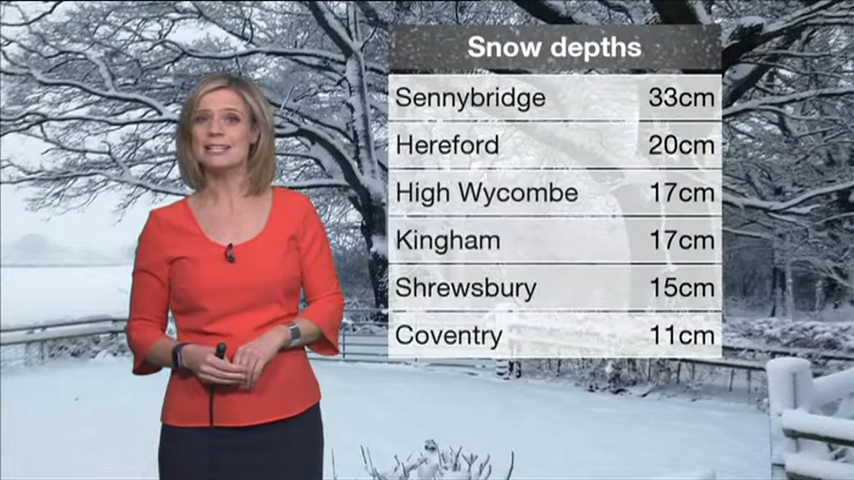 Snow depths
Sennybridge 33cm
Hereford 20cm
High Wycombe 17cm
Kingham 17cm
Shrewsbury 15cm
Coventry 11cm